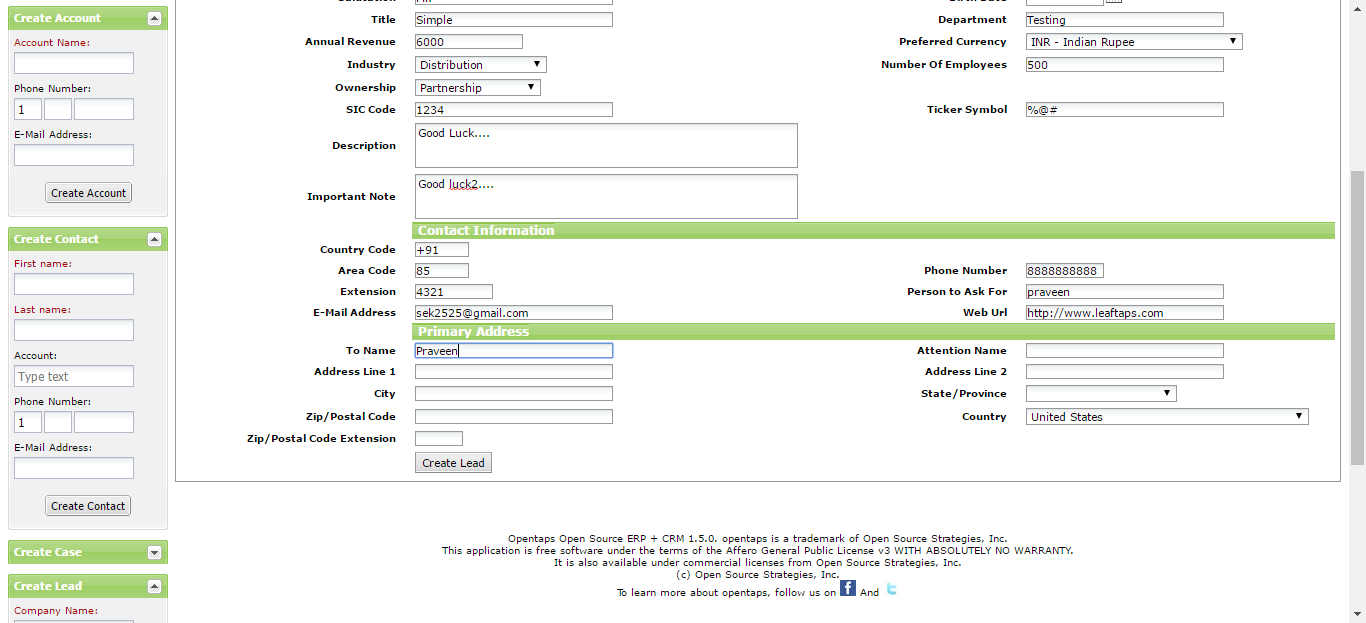 Create Account
Account Name:
Phone Number:
1
E-Mail Address:
Create Account
Create Contact
First name:
Last name:
Account:
Type text
Phone Number:
1
E-Mail Address:
Create Contact
Create Case
Create Lead
Company Name:
Title Simple Department Testing
Annual Revenue 6000 Preferred Currency INR - Indian Rupee
Industry Distribution Number Of Employees 500
Ownership Partnership
SIC Code 1234 Ticker Symbol %@#
Description Good Luck....
Important Note Good luck2....
Contact Information
Country Code +91
Area Code 85 Phone Number 8888888888
Extension 4321 Person to Ask For praveen
E-Mail Address sek2525@gmail.com Web Url http://www.leaftaps.com
Primary Address
To Name Praveen Attention Name
Address Line 1 Address Line 2
City State/Province
Zip/Postal Code Country United States
Zip/Postal Code Extension
Create Lead
Opentaps Open Source ERP + CRM 1.5.0. opentaps is a trademark of Open Source Strategies, Inc.
This application is free software under the terms of the Affero General Public License v3 WITH ABSOLUTELY NO WARRANTY.
It is also available under commercial licenses from Open Source Strategies, Inc.
(c) Open Source Strategies, Inc.
To learn more about opentaps, follow us on f And t